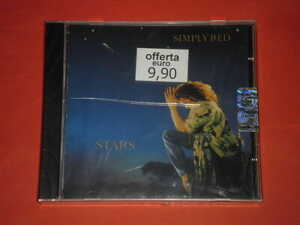 SIMPLY RED
offerta
euro
9,90
STARS